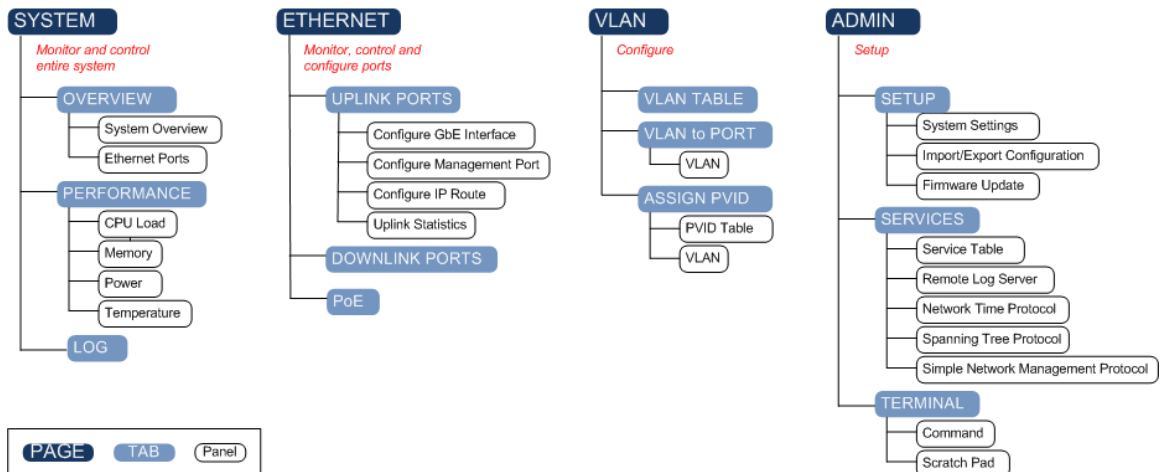 SYSTEM
Monitor and control
entire system
OVERVIEW
System Overview
Ethernet Ports
PERFORMANCE
CPU Load
Memory
Power
Temperature
LOG
ETHERNET
Monitor, control and
configure ports
UPLINK PORTS
Configure GbE Interface
Configure Management Port
Configure IP Route
Uplink Statistics
DOWNLINK PORTS
PoE
VLAN
Configure
VLAN TABLE
VLAN to PORT
VLAN
ASSIGN PVID
PVID Table
VLAN
ADMIN
Setup
SETUP
System Settings
Import/Export Configuration
Firmware Update
SERVICES
Service Table
Remote Log Server
Network Time Protocol
Spanning Tree Protocol
Simple Network Management Protocol
TERMINAL
Command
Scratch Pad
PAGE
TAB
Panel